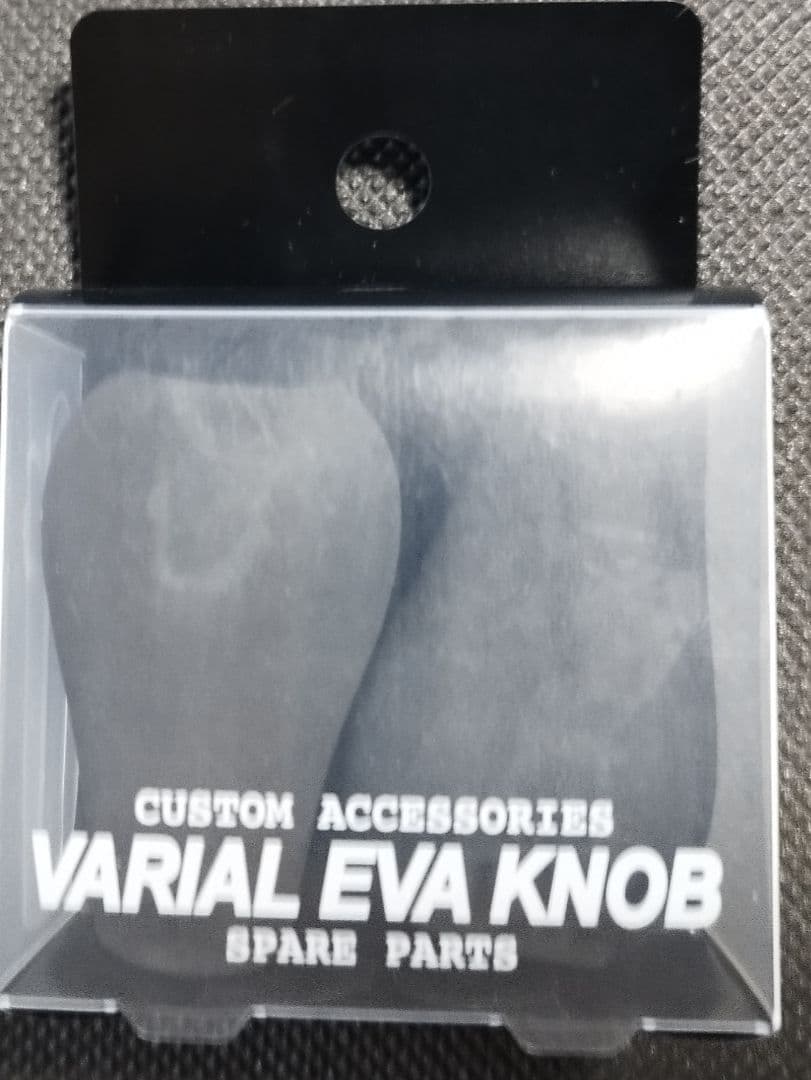 CUSTOM ACCESSORIES
VARIAL EVA KNOB
SPARE PARTS